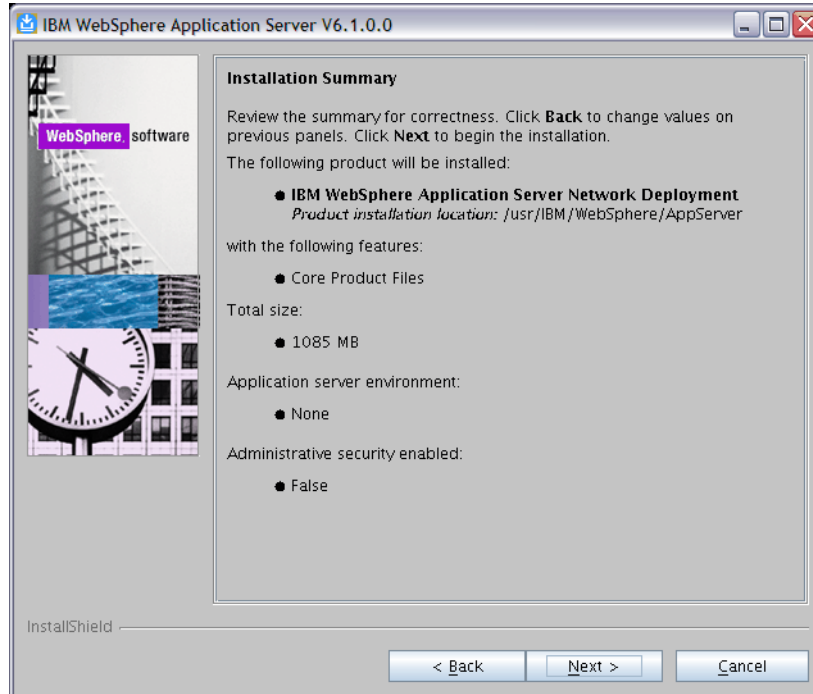 IBM WebSphere Application Server V6.1.0.0
WebSphere. software
Installation Summary
Review the summary for correctness. Click Back to change values on
previous panels. Click Next to begin the installation.
The following product will be installed:
IBM WebSphere Application Server Network Deployment
Product installation location: /usr/IBM/WebSphere/AppServer
with the following features:
Core Product Files
Total size:
1085 MB
Application server environment:
None
Administrative security enabled:
False
InstallShield
< Back
Next >
Cancel